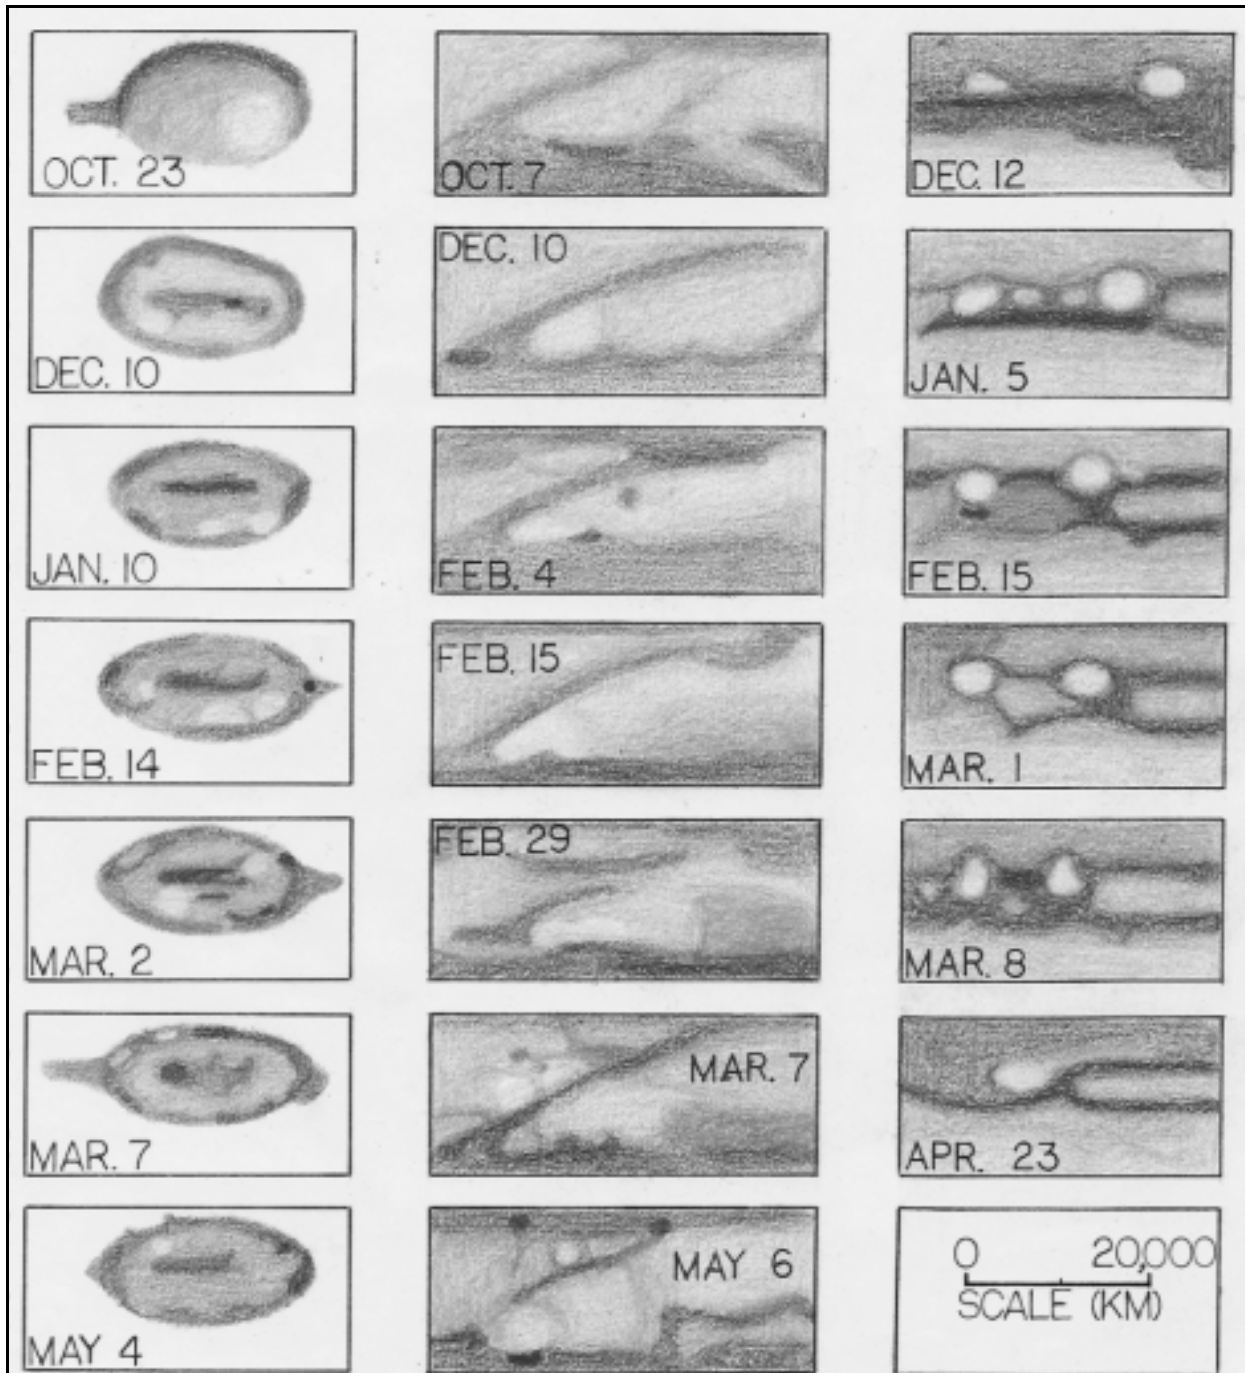 OCT. 23
OCT. 7
DEC. 12
DEC. 10
DEC. 10
JAN. 5
JAN. 10
FEB. 4
FEB. 15
FEB. 14
FEB. 15
MAR. 1
MAR. 2
FEB. 29
MAR. 8
MAR. 7
MAR. 7
APR. 23
MAY 4
MAY 6
0 20,000
SCALE (KM)